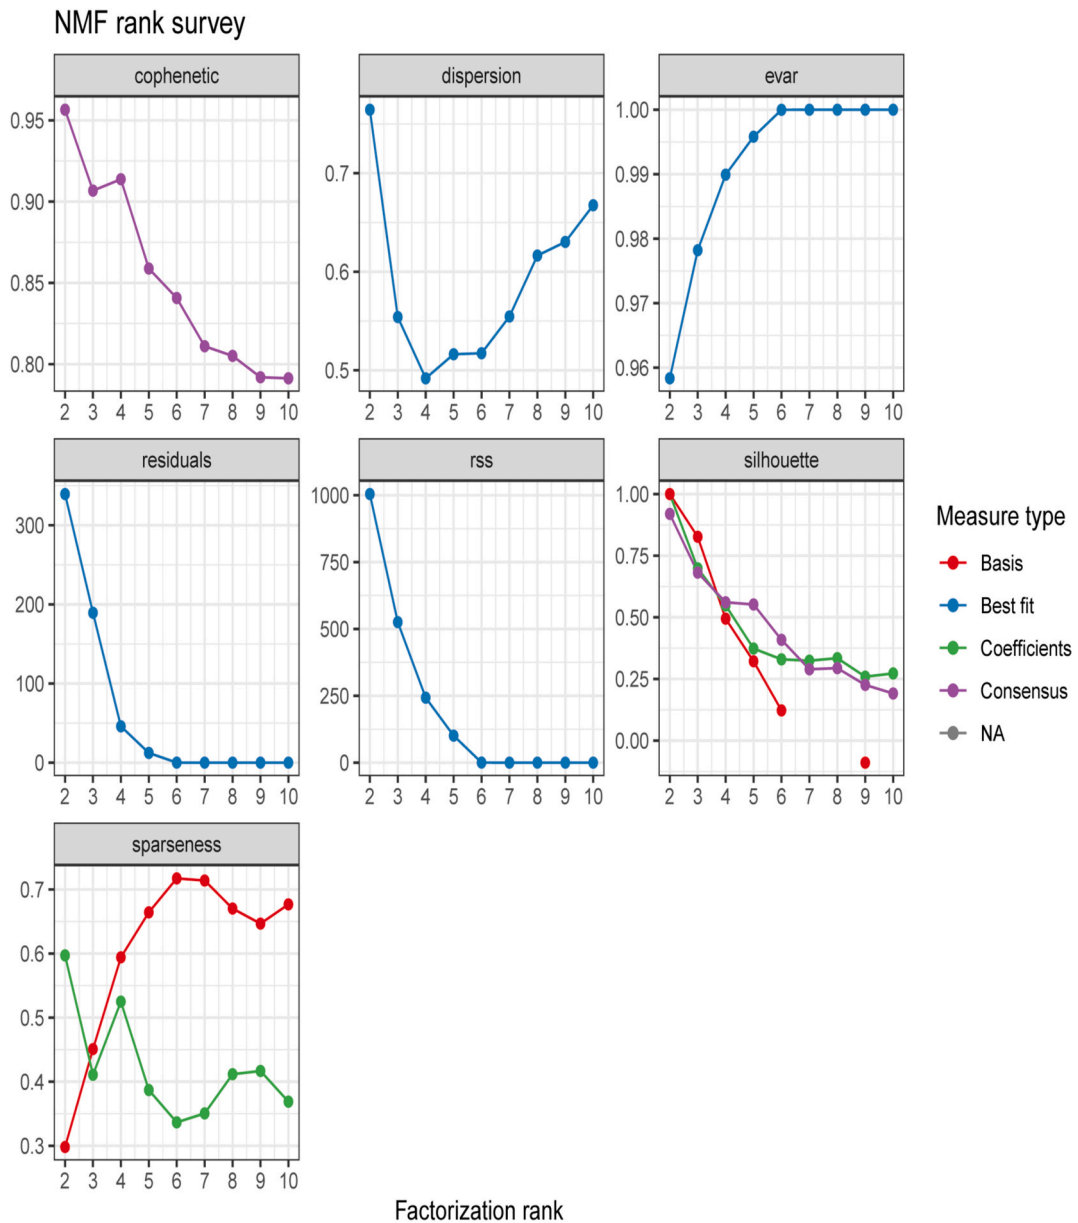 NMF rank survey
cophenetic
dispersion
evar
0.95
0.90
0.85
0.80
2 3 4 5 6 7 8 9 10
0.7
0.6
0.5
2 3 4 5 6 7 8 9 10
1.00
0.99
0.98
0.97
0.96
2 3 4 5 6 7 8 9 10
residuals
rss
silhouette
300
200
100
0
2 3 4 5 6 7 8 9 10
1000
750
500
250
0
2 3 4 5 6 7 8 9 10
1.00
0.75
0.50
0.25
0.00
2 3 4 5 6 7 8 9 10
Measure type
Basis
Best fit
Coefficients
Consensus
NA
sparseness
0.7
0.6
0.5
0.4
0.3
2 3 4 5 6 7 8 9 10
Factorization rank